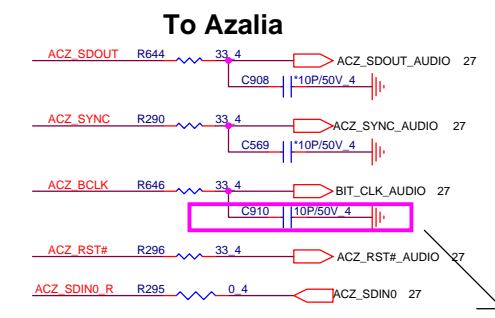 To Azalia
ACZ_SDOUT R644 33_4 ACZ_SDOUT_AUDIO 27
C908 *10P/50V_4
ACZ_SYNC R290 33_4 ACZ_SYNC_AUDIO 27
C569 *10P/50V_4
ACZ_BCLK R646 33_4 BIT_CLK_AUDIO 27
C910 10P/50V_4
ACZ_RST# R296 33_4 ACZ_RST#_AUDIO 27
ACZ_SDIN0_R R295 0_4 ACZ_SDIN0 27